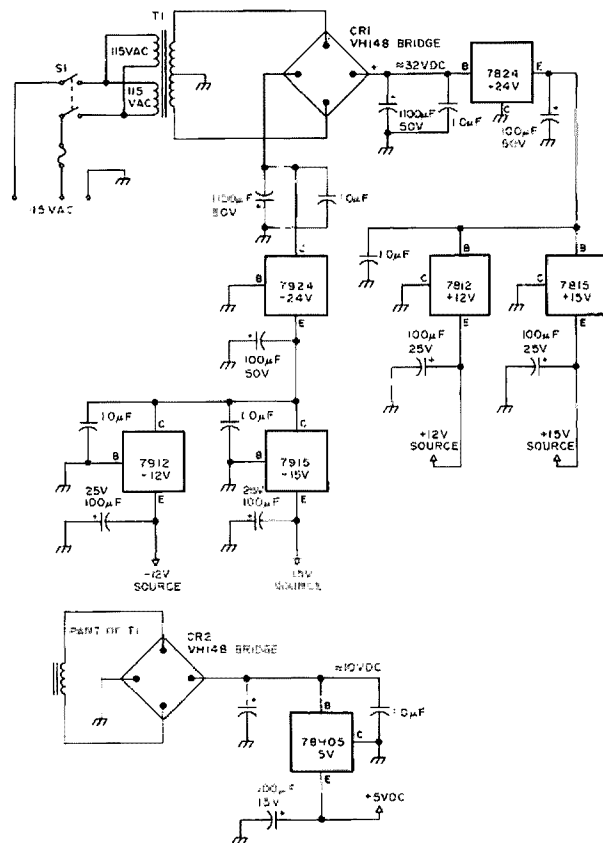 T1
CR1
VH148 BRIDGE
115VAC
S1
115
VAC
+
≈32VDC
B
7824
+24V
E
C
+
1100µF
50V
1.0µF
+
100µF
50V
115VAC
1100µF
50V
+
1.0µF
C
B
7924
-24V
E
+
100µF
50V
1.0µF
B
C
7812
+12V
E
B
C
7815
+15V
E
100µF
25V
+
100µF
25V
+
+12V
SOURCE
+15V
SOURCE
1.0µF
C
B
7912
-12V
E
1.0µF
C
B
7915
-15V
E
25V
100µF
+
25V
100µF
+
-12V
SOURCE
15V
SOURCE
PART OF T1
CR2
VH148 BRIDGE
≈10VDC
+
B
78H05
5V
C
E
1.0µF
100µF
15V
+
+5VDC